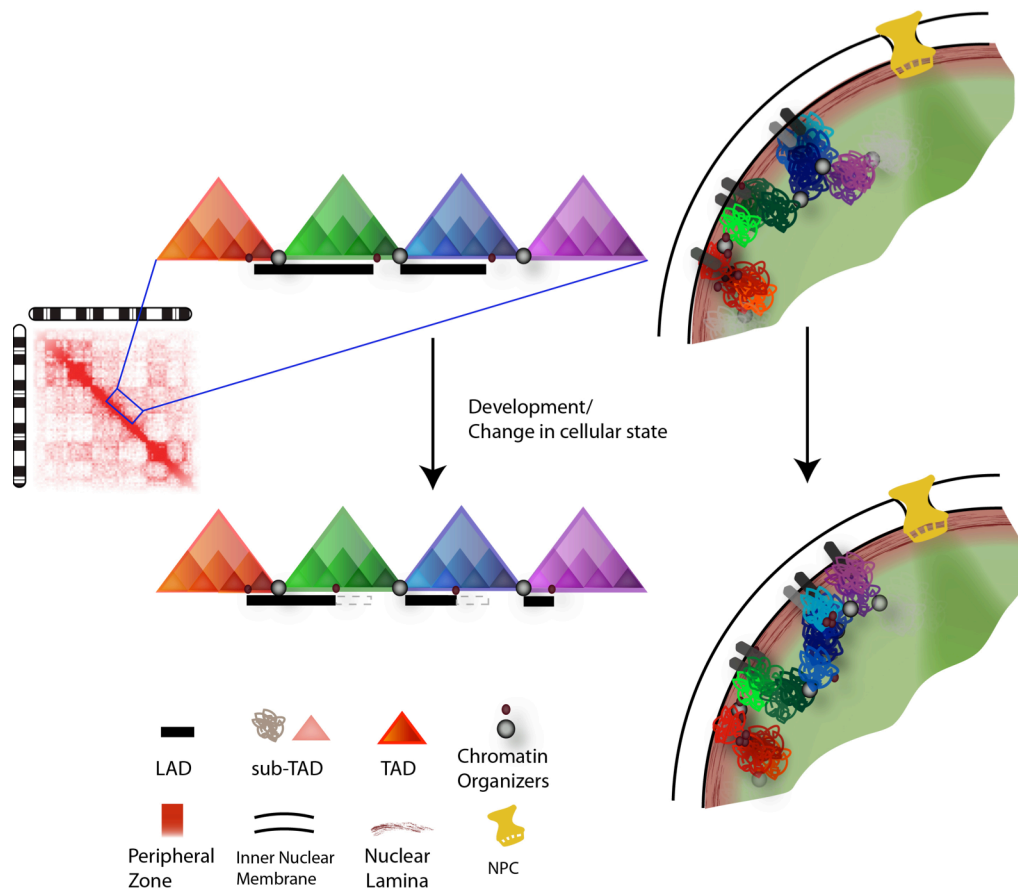 Development/
Change in cellular state
LAD
sub-TAD
TAD
Chromatin
Organizers
Peripheral
Zone
Inner Nuclear
Membrane
Nuclear
Lamina
NPC